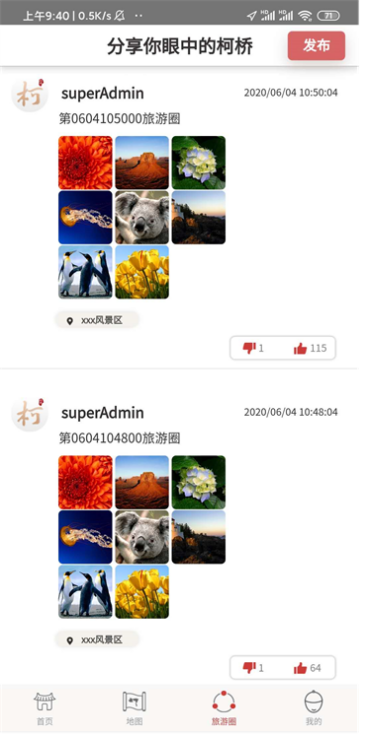 上午9:40 | 0.5K/s
HD HD 71
分享你眼中的柯桥 发布
柯 superAdmin 2020/06/04 10:50:04
第0604105000旅游圈
xxx风景区
1 115
柯 superAdmin 2020/06/04 10:48:04
第0604104800旅游圈
xxx风景区
1 64
首页 地图 旅游圈 我的